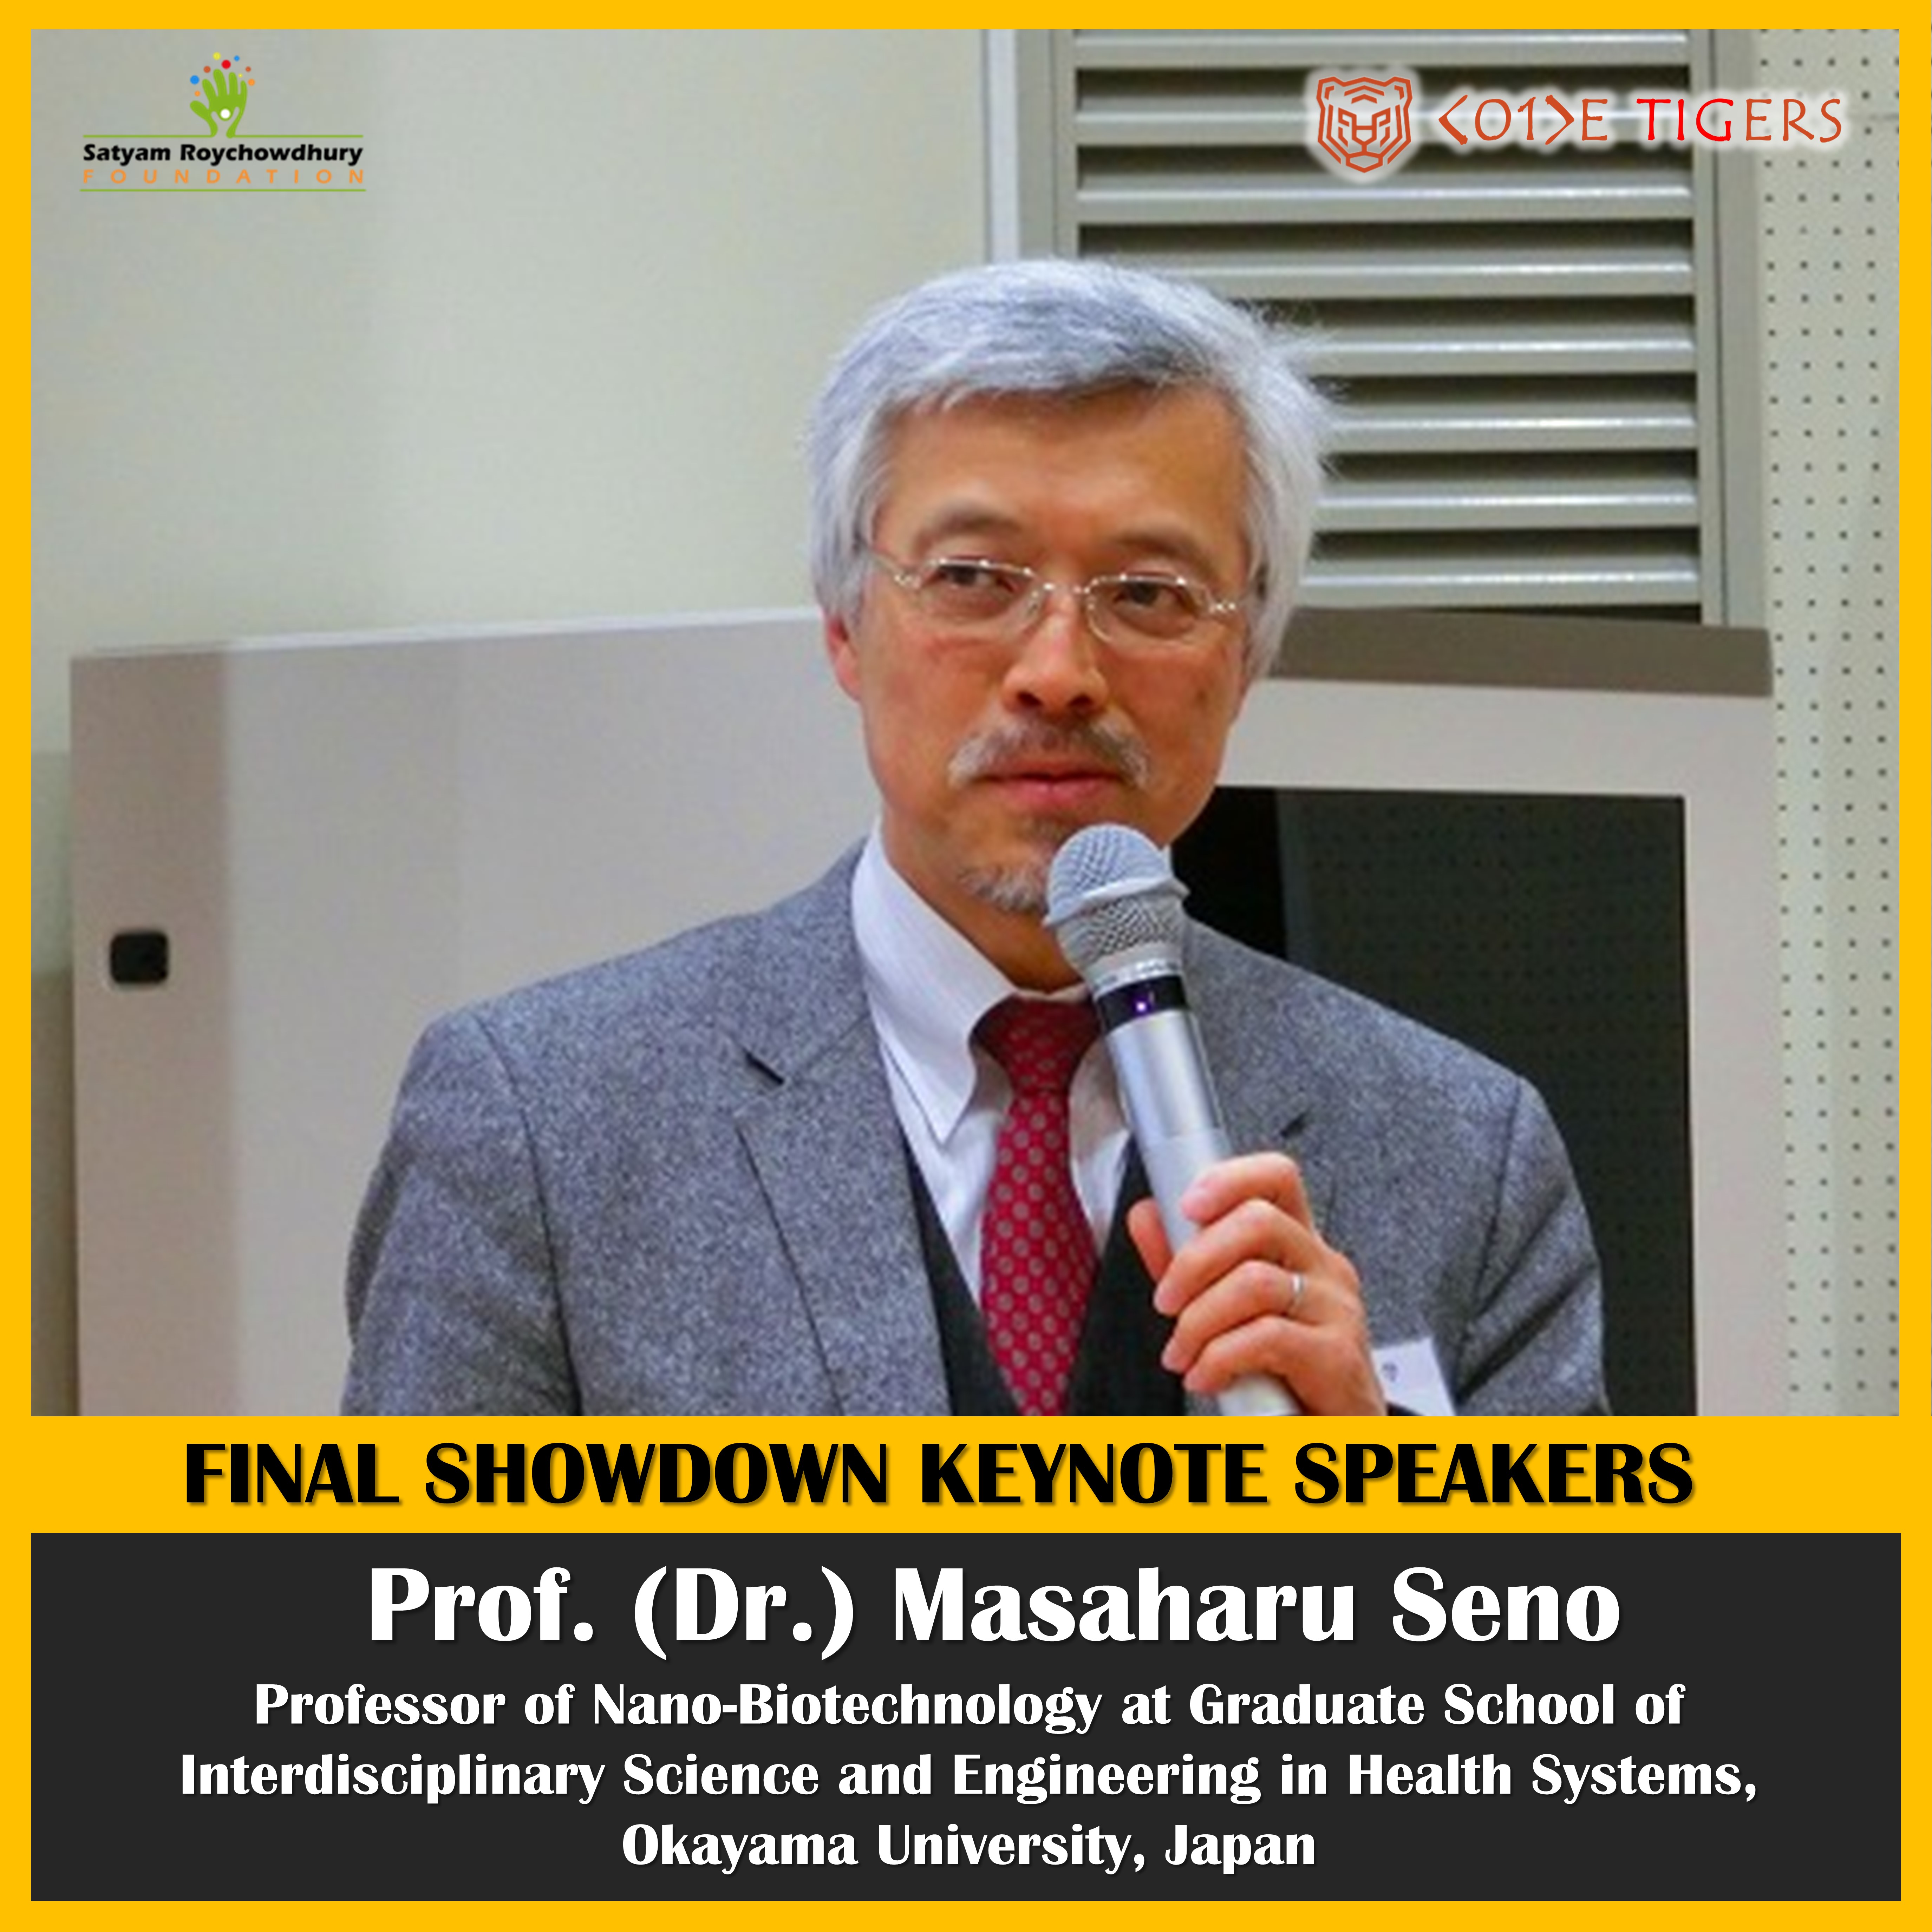 Satyam Roychowdhury
FOUNDATION
<01>E TIGERS
FINAL SHOWDOWN KEYNOTE SPEAKERS
Prof. (Dr.) Masaharu Seno
Professor of Nano-Biotechnology at Graduate School of
Interdisciplinary Science and Engineering in Health Systems,
Okayama University, Japan